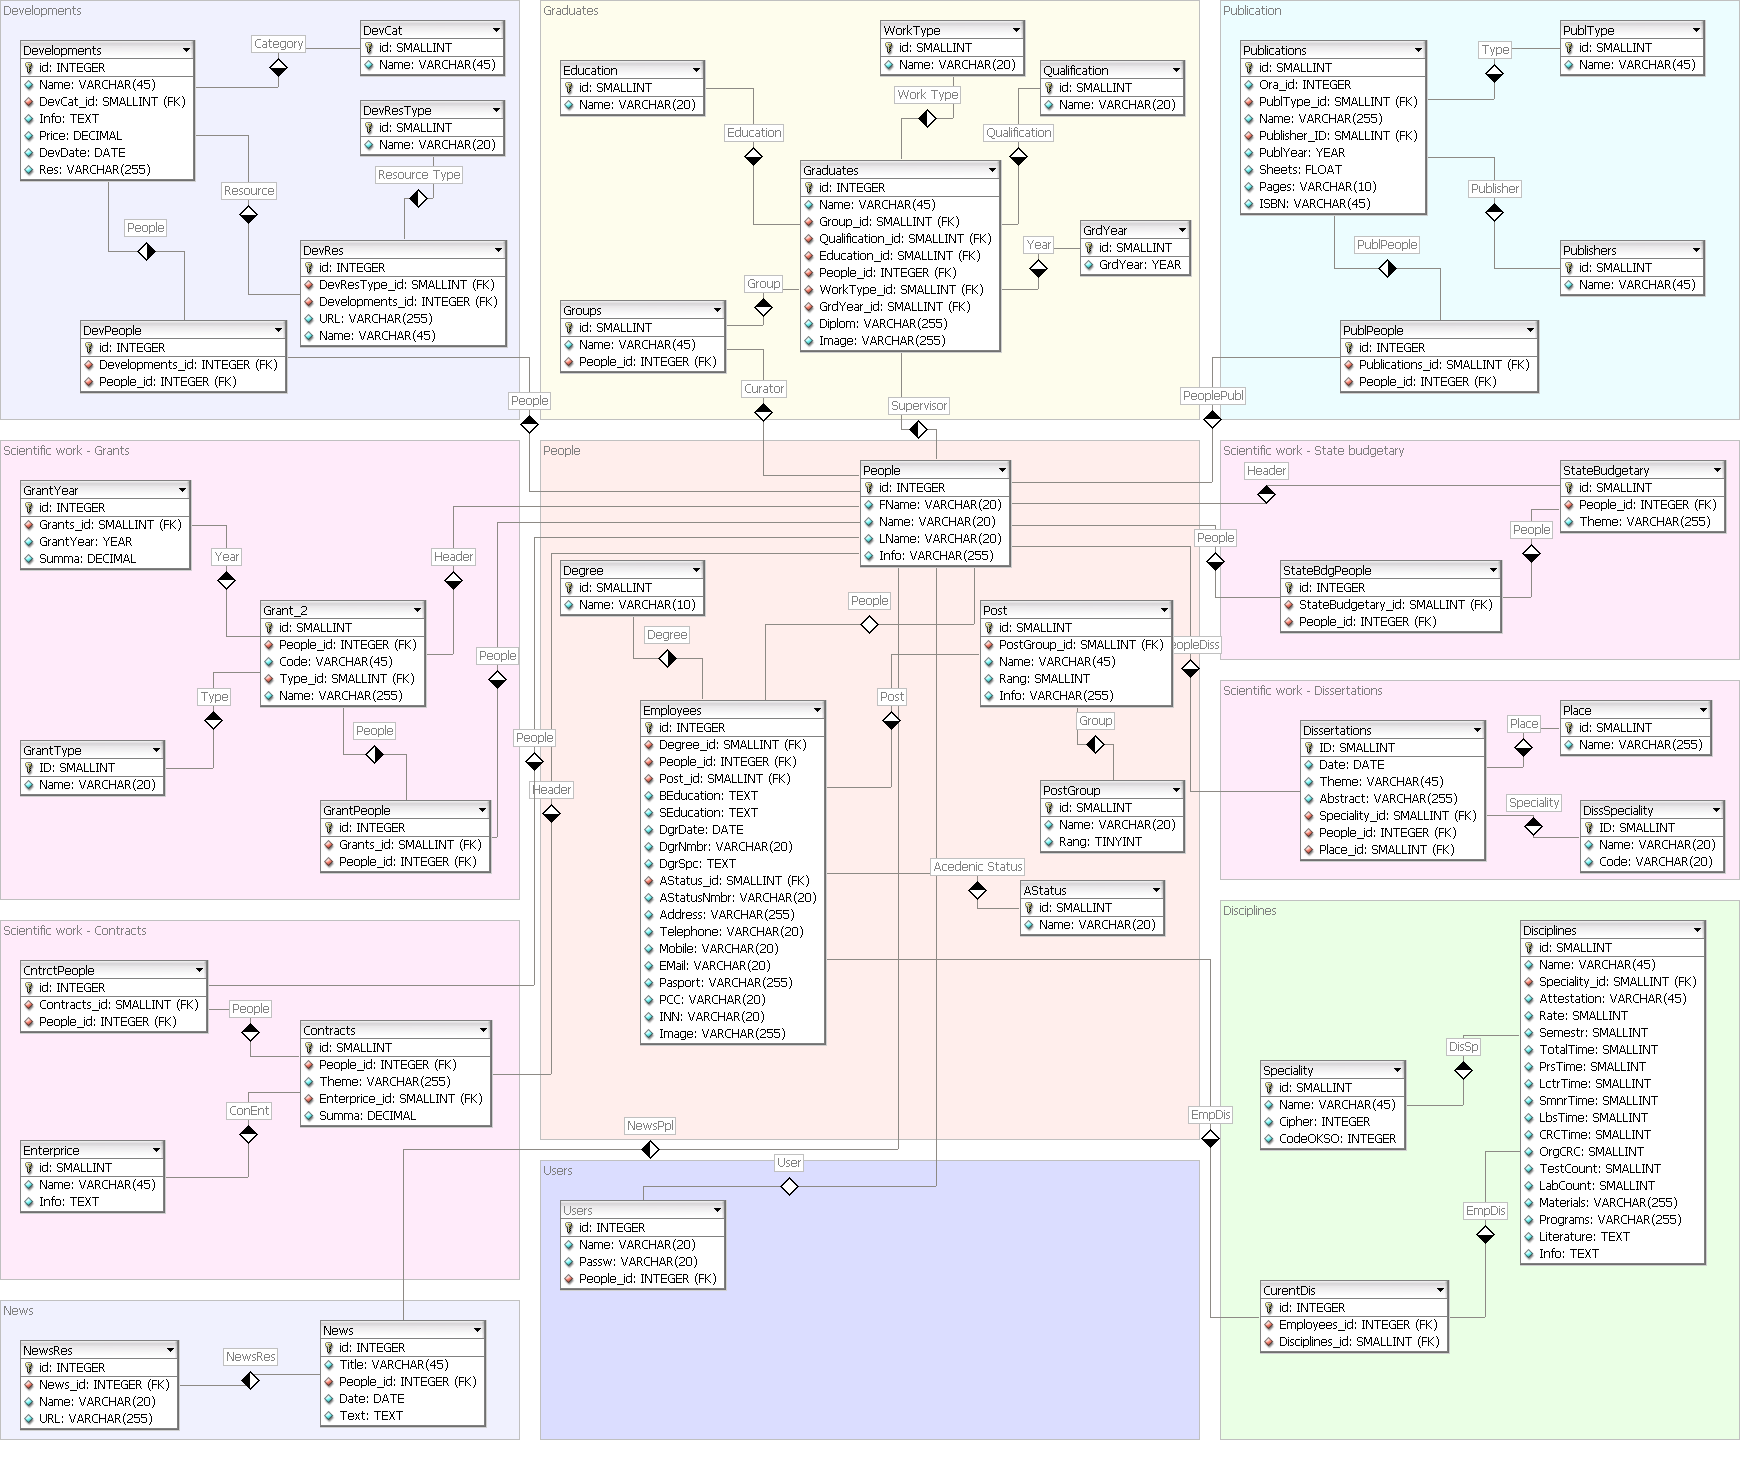 Developments
Developments
id: INTEGER
Name: VARCHAR(45)
DevCat_id: SMALLINT (FK)
Info: TEXT
Price: DECIMAL
DevDate: DATE
Res: VARCHAR(255)
Category
DevCat
id: SMALLINT
Name: VARCHAR(45)
DevResType
id: SMALLINT
Name: VARCHAR(20)
Resource Type
Resource
People
DevRes
id: INTEGER
DevResType_id: SMALLINT (FK)
Developments_id: INTEGER (FK)
URL: VARCHAR(255)
Name: VARCHAR(45)
DevPeople
id: INTEGER
Developments_id: INTEGER (FK)
People_id: INTEGER (FK)
People
Graduates
Education
id: SMALLINT
Name: VARCHAR(20)
WorkType
id: SMALLINT
Name: VARCHAR(20)
Qualification
id: SMALLINT
Name: VARCHAR(20)
Work Type
Education
Qualification
Graduates
id: INTEGER
Name: VARCHAR(45)
Group_id: SMALLINT (FK)
Qualification_id: SMALLINT (FK)
Education_id: SMALLINT (FK)
People_id: INTEGER (FK)
WorkType_id: SMALLINT (FK)
GrdYear_id: SMALLINT (FK)
Diplom: VARCHAR(255)
Image: VARCHAR(255)
Year
GrdYear
id: SMALLINT
GrdYear: YEAR
Group
Groups
id: SMALLINT
Name: VARCHAR(45)
People_id: INTEGER (FK)
Curator
Supervisor
PeoplePubl
Publication
Publications
id: SMALLINT
Ora_id: INTEGER
PublType_id: SMALLINT (FK)
Name: VARCHAR(255)
Publisher_ID: SMALLINT (FK)
PublYear: YEAR
Sheets: FLOAT
Pages: VARCHAR(10)
ISBN: VARCHAR(45)
Type
PublType
id: SMALLINT
Name: VARCHAR(45)
Publisher
Publishers
id: SMALLINT
Name: VARCHAR(45)
PublPeople
PublPeople
id: INTEGER
Publications_id: SMALLINT (FK)
People_id: INTEGER (FK)
Scientific work - Grants
GrantYear
id: INTEGER
Grants_id: SMALLINT (FK)
GrantYear: YEAR
Summa: DECIMAL
Year
Header
Grant_2
id: SMALLINT
People_id: INTEGER (FK)
Code: VARCHAR(45)
Type_id: SMALLINT (FK)
Name: VARCHAR(255)
People
Type
People
GrantType
ID: SMALLINT
Name: VARCHAR(20)
GrantPeople
id: INTEGER
Grants_id: SMALLINT (FK)
People_id: INTEGER (FK)
People
Header
People
People
id: INTEGER
FName: VARCHAR(20)
Name: VARCHAR(20)
LName: VARCHAR(20)
Info: VARCHAR(255)
Degree
id: SMALLINT
Name: VARCHAR(10)
People
Degree
Post
id: SMALLINT
PostGroup_id: SMALLINT (FK)
Name: VARCHAR(45)
Rang: SMALLINT
Info: VARCHAR(255)
Post
Group
Employees
id: INTEGER
Degree_id: SMALLINT (FK)
People_id: INTEGER (FK)
Post_id: SMALLINT (FK)
BEducation: TEXT
SEducation: TEXT
DgrDate: DATE
DgrNmbr: VARCHAR(20)
DgrSpc: TEXT
AStatus_id: SMALLINT (FK)
AStatusNmbr: VARCHAR(20)
Address: VARCHAR(255)
Telephone: VARCHAR(20)
Mobile: VARCHAR(20)
EMail: VARCHAR(20)
Pasport: VARCHAR(255)
PCC: VARCHAR(20)
INN: VARCHAR(20)
Image: VARCHAR(255)
PostGroup
id: SMALLINT
Name: VARCHAR(20)
Rang: TINYINT
Acedenic Status
AStatus
id: SMALLINT
Name: VARCHAR(20)
Scientific work - State budgetary
Header
StateBudgetary
id: SMALLINT
People_id: INTEGER (FK)
Theme: VARCHAR(255)
People
People
StateBdgPeople
id: INTEGER
StateBudgetary_id: SMALLINT (FK)
People_id: INTEGER (FK)
eopleDiss
Scientific work - Dissertations
Dissertations
ID: SMALLINT
Date: DATE
Theme: VARCHAR(45)
Abstract: VARCHAR(255)
Speciality_id: SMALLINT (FK)
People_id: INTEGER (FK)
Place_id: SMALLINT (FK)
Place
Place
id: SMALLINT
Name: VARCHAR(255)
Speciality
DissSpeciality
ID: SMALLINT
Name: VARCHAR(20)
Code: VARCHAR(20)
Scientific work - Contracts
CntrctPeople
id: INTEGER
Contracts_id: SMALLINT (FK)
People_id: INTEGER (FK)
People
Contracts
id: SMALLINT
People_id: INTEGER (FK)
Theme: VARCHAR(255)
Enterprice_id: SMALLINT (FK)
Summa: DECIMAL
ConEnt
Enterprice
id: SMALLINT
Name: VARCHAR(45)
Info: TEXT
NewsPpl
Users
User
Users
id: INTEGER
Name: VARCHAR(20)
Passw: VARCHAR(20)
People_id: INTEGER (FK)
Disciplines
Disciplines
id: SMALLINT
Name: VARCHAR(45)
Speciality_id: SMALLINT (FK)
Attestation: VARCHAR(45)
Rate: SMALLINT
Semestr: SMALLINT
TotalTime: SMALLINT
PrsTime: SMALLINT
LctrTime: SMALLINT
SmnrTime: SMALLINT
LbsTime: SMALLINT
CRCTime: SMALLINT
OrgCRC: SMALLINT
TestCount: SMALLINT
LabCount: SMALLINT
Materials: VARCHAR(255)
Programs: VARCHAR(255)
Literature: TEXT
Info: TEXT
DisSp
Speciality
id: SMALLINT
Name: VARCHAR(45)
Cipher: INTEGER
CodeOKSO: INTEGER
EmpDis
EmpDis
CurentDis
id: INTEGER
Employees_id: INTEGER (FK)
Disciplines_id: SMALLINT (FK)
News
NewsRes
id: INTEGER
News_id: INTEGER (FK)
Name: VARCHAR(20)
URL: VARCHAR(255)
NewsRes
News
id: INTEGER
Title: VARCHAR(45)
People_id: INTEGER (FK)
Date: DATE
Text: TEXT